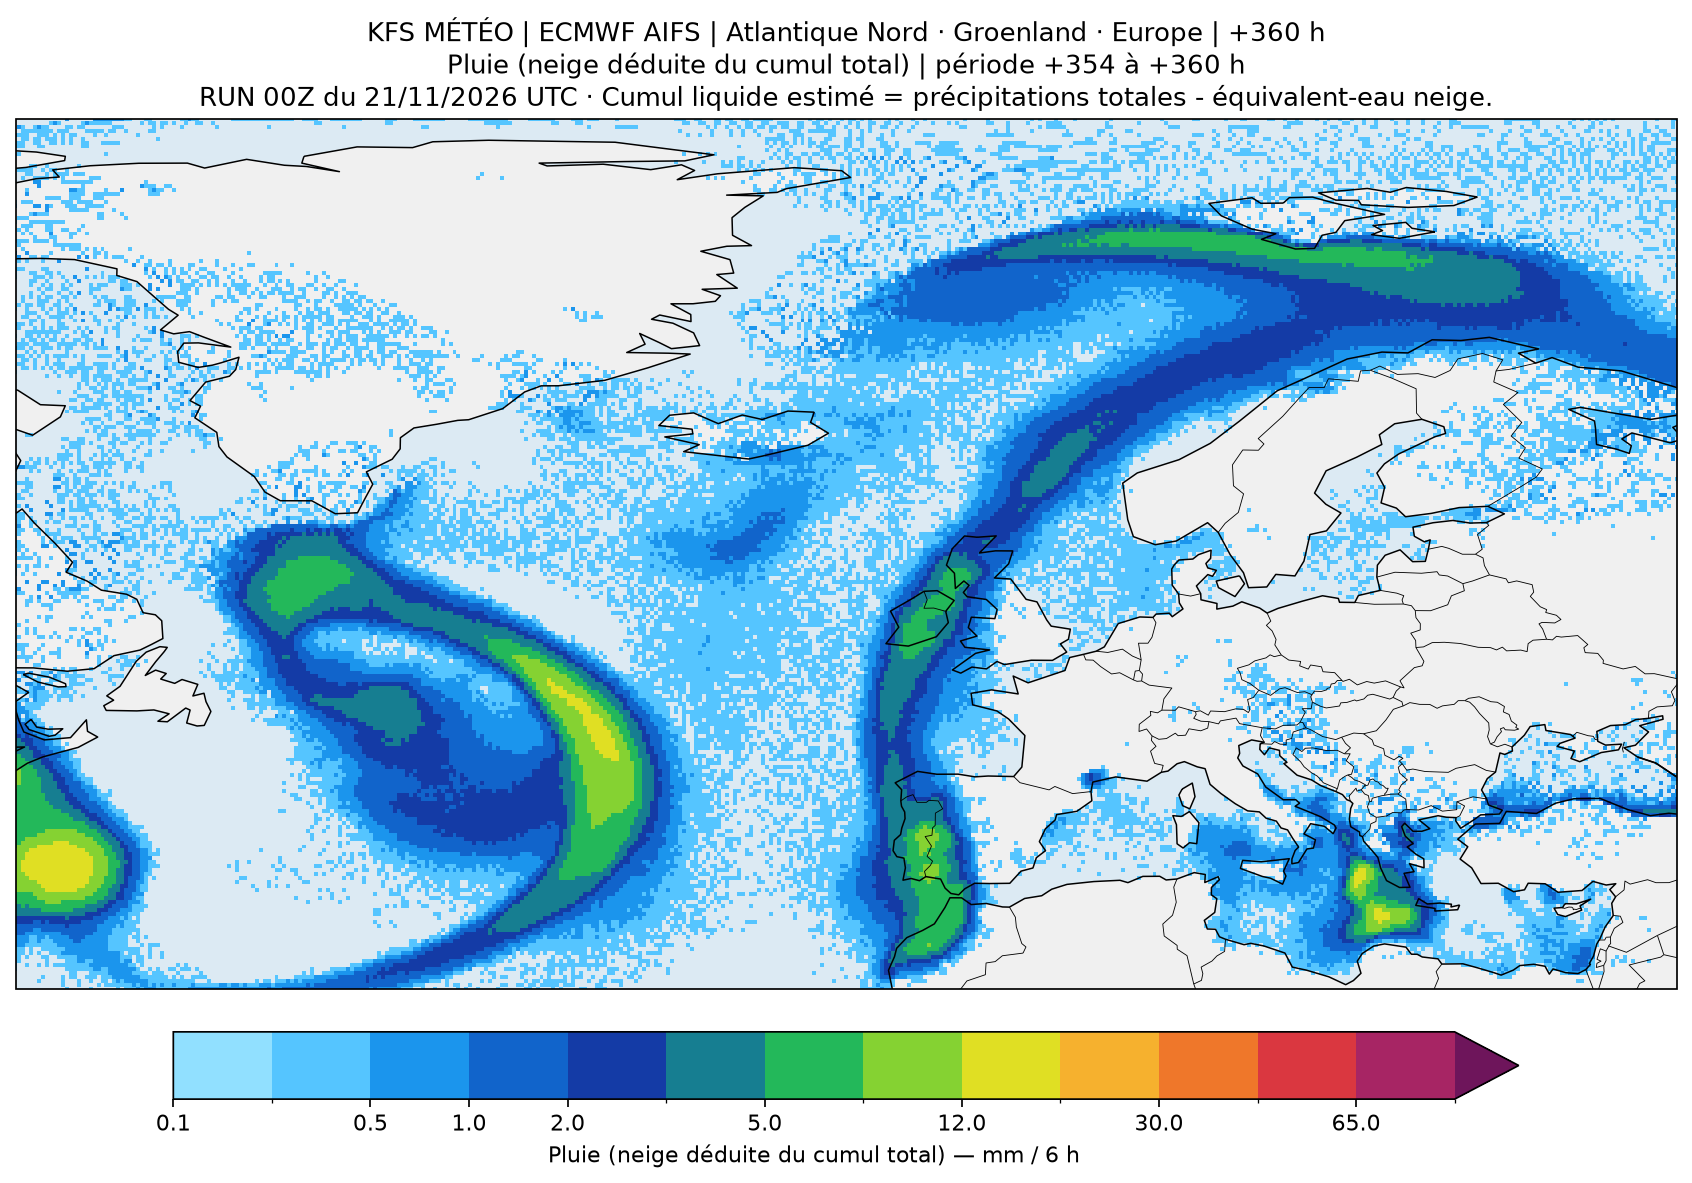 KFS MÉTÉO | ECMWF AIFS | Atlantique Nord · Groenland · Europe | +360 h
Pluie (neige déduite du cumul total) | période +354 à +360 h
RUN 00Z du 21/11/2026 UTC · Cumul liquide estimé = précipitations totales - équivalent-eau neige.
0.1 0.5 1.0 2.0 5.0 12.0 30.0 65.0
Pluie (neige déduite du cumul total) — mm / 6 h